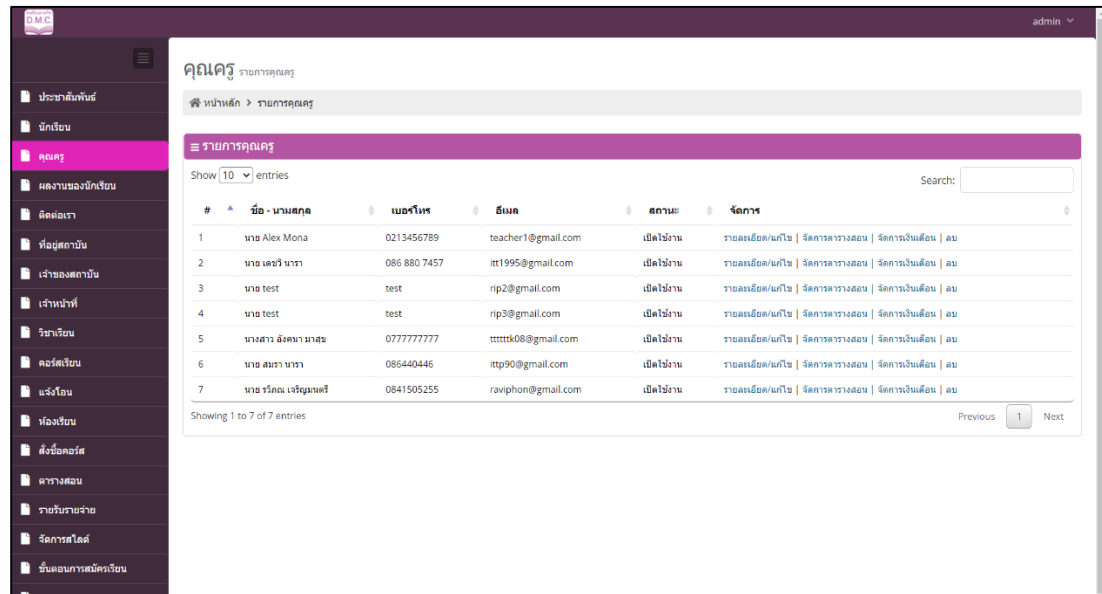 D.M.C.
admin
คุณครู รายการคุณครู
หน้าหลัก > รายการคุณครู
ประชาสัมพันธ์
นักเรียน
คุณครู
ผลงานของนักเรียน
ติดต่อเรา
ที่อยู่สถาบัน
เจ้าของสถาบัน
เจ้าหน้าที่
วิชาเรียน
คอร์สเรียน
แจ้งโอน
ห้องเรียน
สั่งซื้อคอร์ส
ตารางสอน
รายรับรายจ่าย
จัดการสไลด์
ขั้นตอนการสมัครเรียน
รายการคุณครู
Show 10 entries
Search:
# ชื่อ - นามสกุล เบอร์โทร อีเมล สถานะ จัดการ
1 นาย Alex Mona 0213456789 teacher1@gmail.com เปิดใช้งาน รายละเอียด/แก้ไข | จัดการตารางสอน | จัดการเงินเดือน | ลบ
2 นาย เดชวี นารา 086 880 7457 itt1995@gmail.com เปิดใช้งาน รายละเอียด/แก้ไข | จัดการตารางสอน | จัดการเงินเดือน | ลบ
3 นาย test test rip2@gmail.com เปิดใช้งาน รายละเอียด/แก้ไข | จัดการตารางสอน | จัดการเงินเดือน | ลบ
4 นาย test test rip3@gmail.com เปิดใช้งาน รายละเอียด/แก้ไข | จัดการตารางสอน | จัดการเงินเดือน | ลบ
5 นางสาว อังคนา มาสุข 0777777777 ttttttk08@gmail.com เปิดใช้งาน รายละเอียด/แก้ไข | จัดการตารางสอน | จัดการเงินเดือน | ลบ
6 นาย สมรา นารา 086440446 ittp90@gmail.com เปิดใช้งาน รายละเอียด/แก้ไข | จัดการตารางสอน | จัดการเงินเดือน | ลบ
7 นาย รวิภณ เจริญมนตรี 0841505255 raviphon@gmail.com เปิดใช้งาน รายละเอียด/แก้ไข | จัดการตารางสอน | จัดการเงินเดือน | ลบ
Showing 1 to 7 of 7 entries
Previous 1 Next